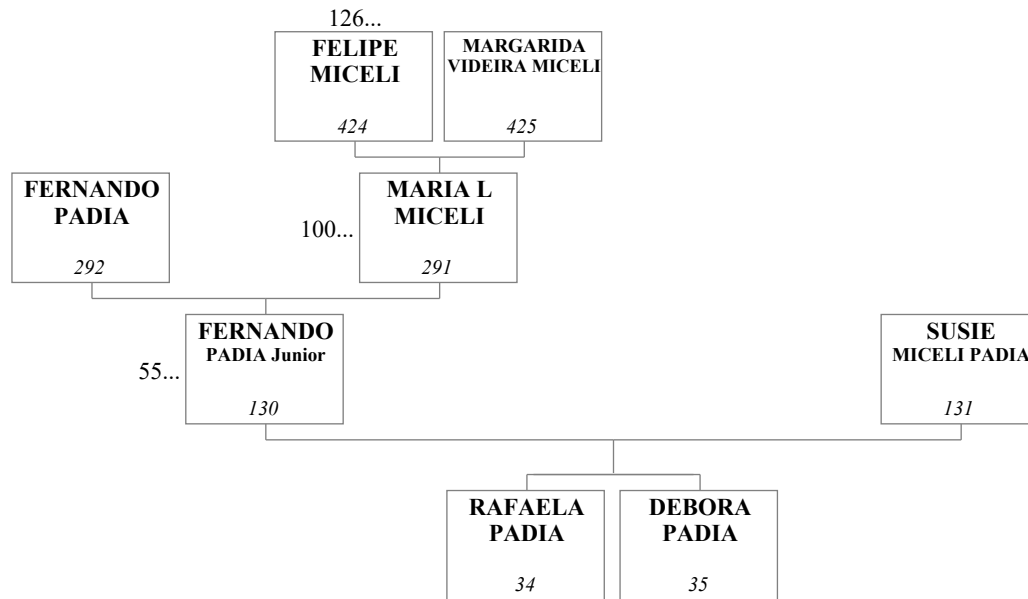 126...
FELIPE
MICELI
424
MARGARIDA
VIDEIRA MICELI
425
FERNANDO
PADIA
292
100...
MARIA L
MICELI
291
55...
FERNANDO
PADIA Junior
130
SUSIE
MICELI PADIA
131
RAFAELA
PADIA
34
DEBORA
PADIA
35